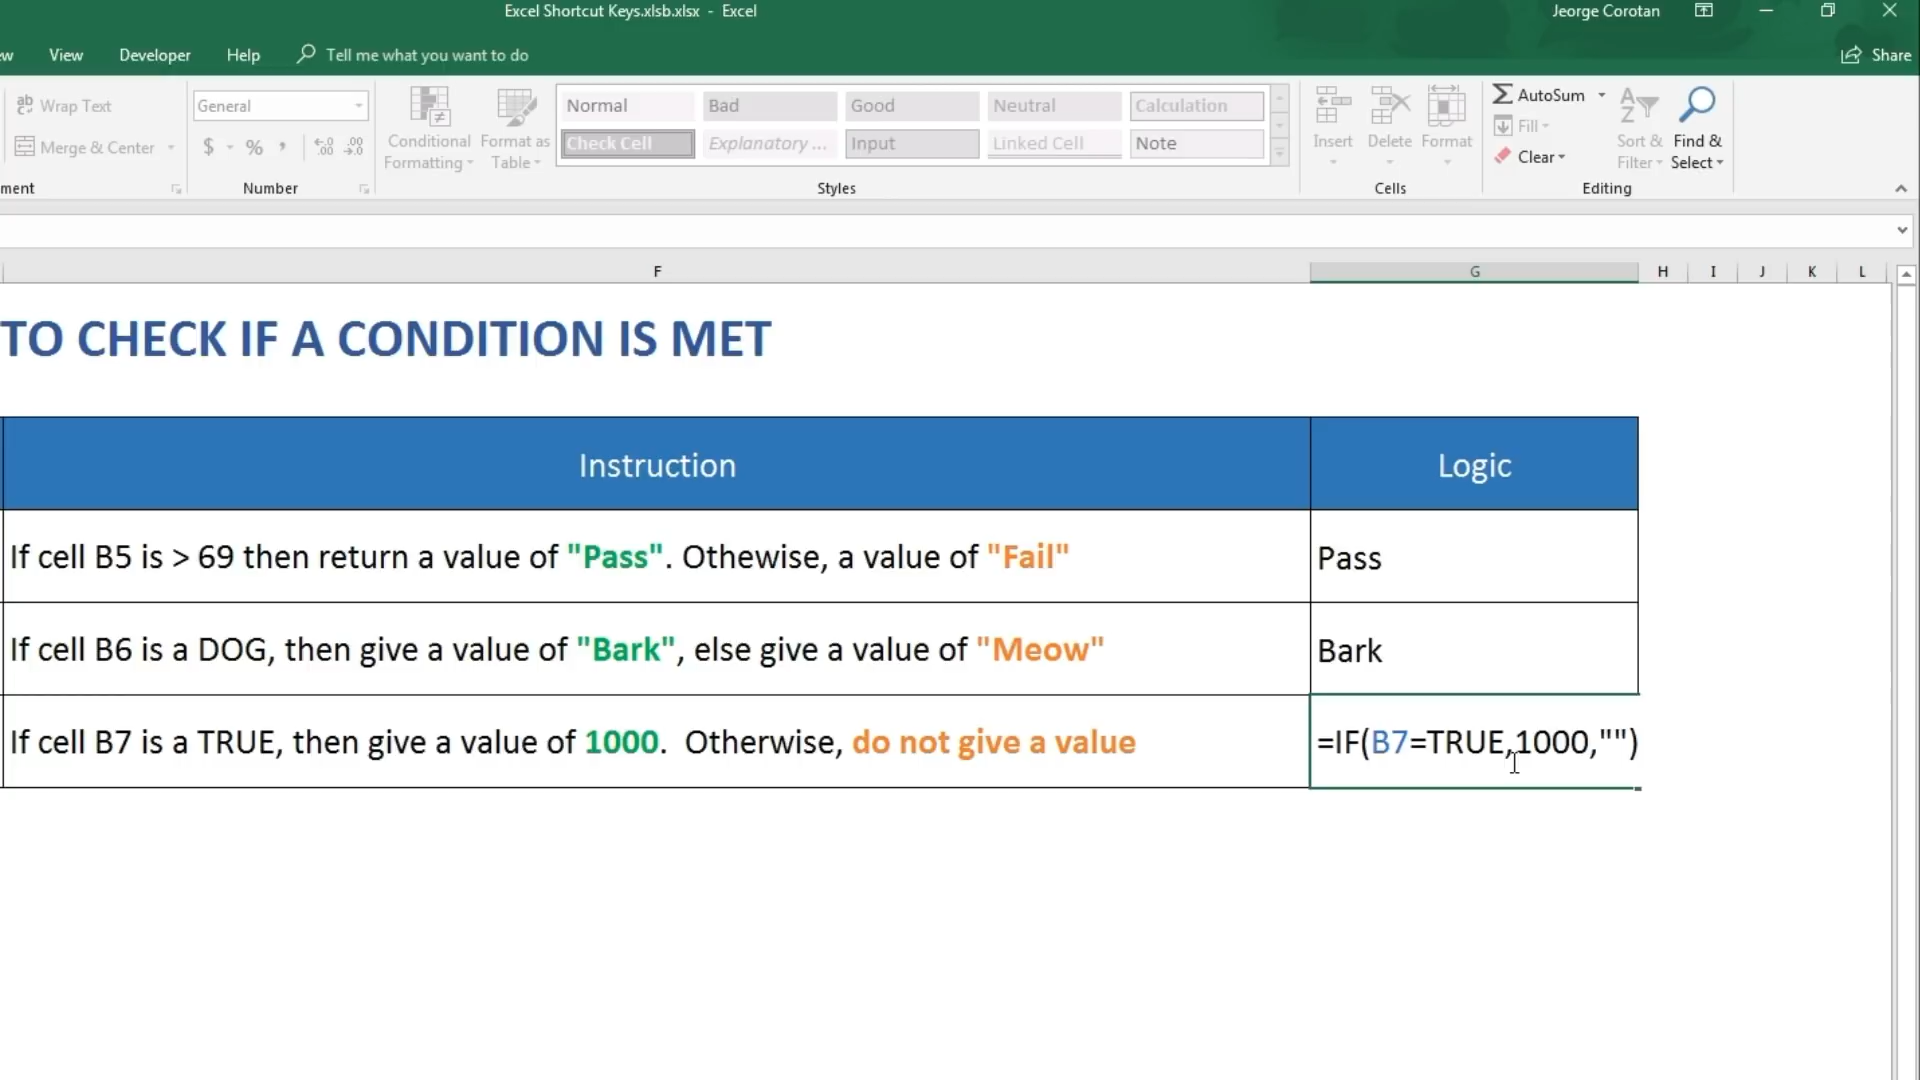 Excel Shortcut Keys.xlsb.xlsx - Excel
Jeorge Corotan
ew View Developer Help Tell me what you want to do
Share
Wrap Text
General
Merge & Center
$ % ,
Conditional Formatting
Format as Table
Normal Bad Good Neutral Calculation
Check Cell Explanatory ... Input Linked Cell Note
Insert Delete Format
AutoSum
Fill
Clear
Sort & Filter
Find & Select
ment Number Styles Cells Editing
F G H I J K L
TO CHECK IF A CONDITION IS MET
Instruction Logic
If cell B5 is > 69 then return a value of "Pass". Othewise, a value of "Fail" Pass
If cell B6 is a DOG, then give a value of "Bark", else give a value of "Meow" Bark
If cell B7 is a TRUE, then give a value of 1000. Otherwise, do not give a value =IF(B7=TRUE,1000,"")